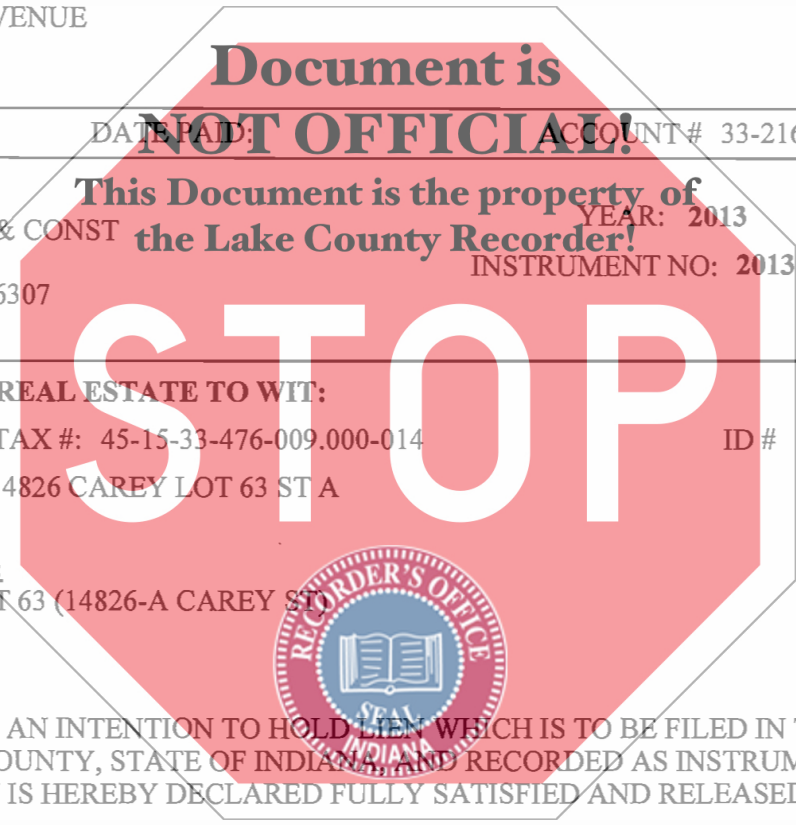 VENUE
Document is
NOT OFFICIAL!
DATE PAID: ACCOUNT # 33-216
This Document is the property of
the Lake County Recorder!
& CONST YEAR: 2013
INSTRUMENT NO: 2013
6307
STOP
REAL ESTATE TO WIT:
TAX #: 45-15-33-476-009.000-014 ID #
4826 CAREY LOT 63 ST A
T 63 (14826-A CAREY ST)
RECORDER'S OFFICE
SEAL
INDIANA
AN INTENTION TO HOLD LIEN WHICH IS TO BE FILED IN
OUNTY, STATE OF INDIANA, AND RECORDED AS INSTRUM
IS HEREBY DECLARED FULLY SATISFIED AND RELEASED